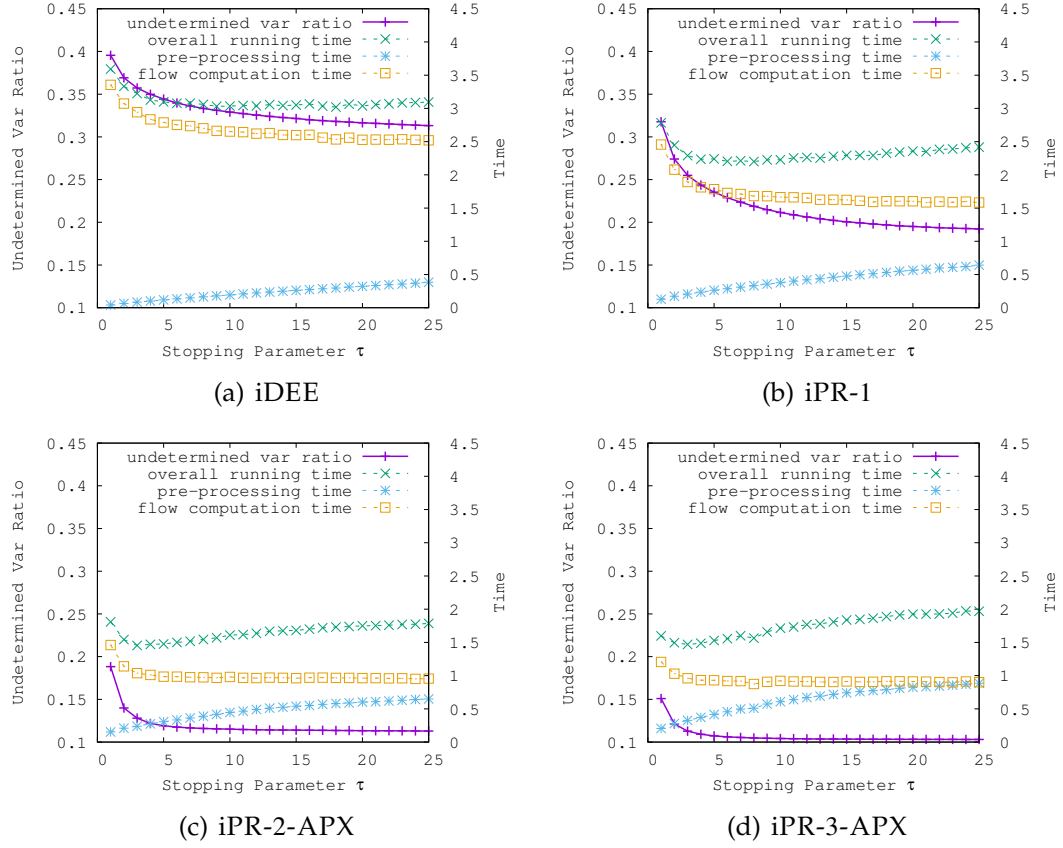 undetermined var ratio
overall running time
pre-processing time
flow computation time
Undetermined Var Ratio
0.45
0.4
0.35
0.3
0.25
0.2
0.15
0.1
4.5
4
3.5
3
2.5
2
1.5
1
0.5
0
Time
0 5 10 15 20 25
Stopping Parameter τ
(a) iDEE
undetermined var ratio
overall running time
pre-processing time
flow computation time
Undetermined Var Ratio
0.45
0.4
0.35
0.3
0.25
0.2
0.15
0.1
4.5
4
3.5
3
2.5
2
1.5
1
0.5
0
Time
0 5 10 15 20 25
Stopping Parameter τ
(b) iPR-1
undetermined var ratio
overall running time
pre-processing time
flow computation time
Undetermined Var Ratio
0.45
0.4
0.35
0.3
0.25
0.2
0.15
0.1
4.5
4
3.5
3
2.5
2
1.5
1
0.5
0
Time
0 5 10 15 20 25
Stopping Parameter τ
(c) iPR-2-APX
undetermined var ratio
overall running time
pre-processing time
flow computation time
Undetermined Var Ratio
0.45
0.4
0.35
0.3
0.25
0.2
0.15
0.1
4.5
4
3.5
3
2.5
2
1.5
1
0.5
0
Time
0 5 10 15 20 25
Stopping Parameter τ
(d) iPR-3-APX